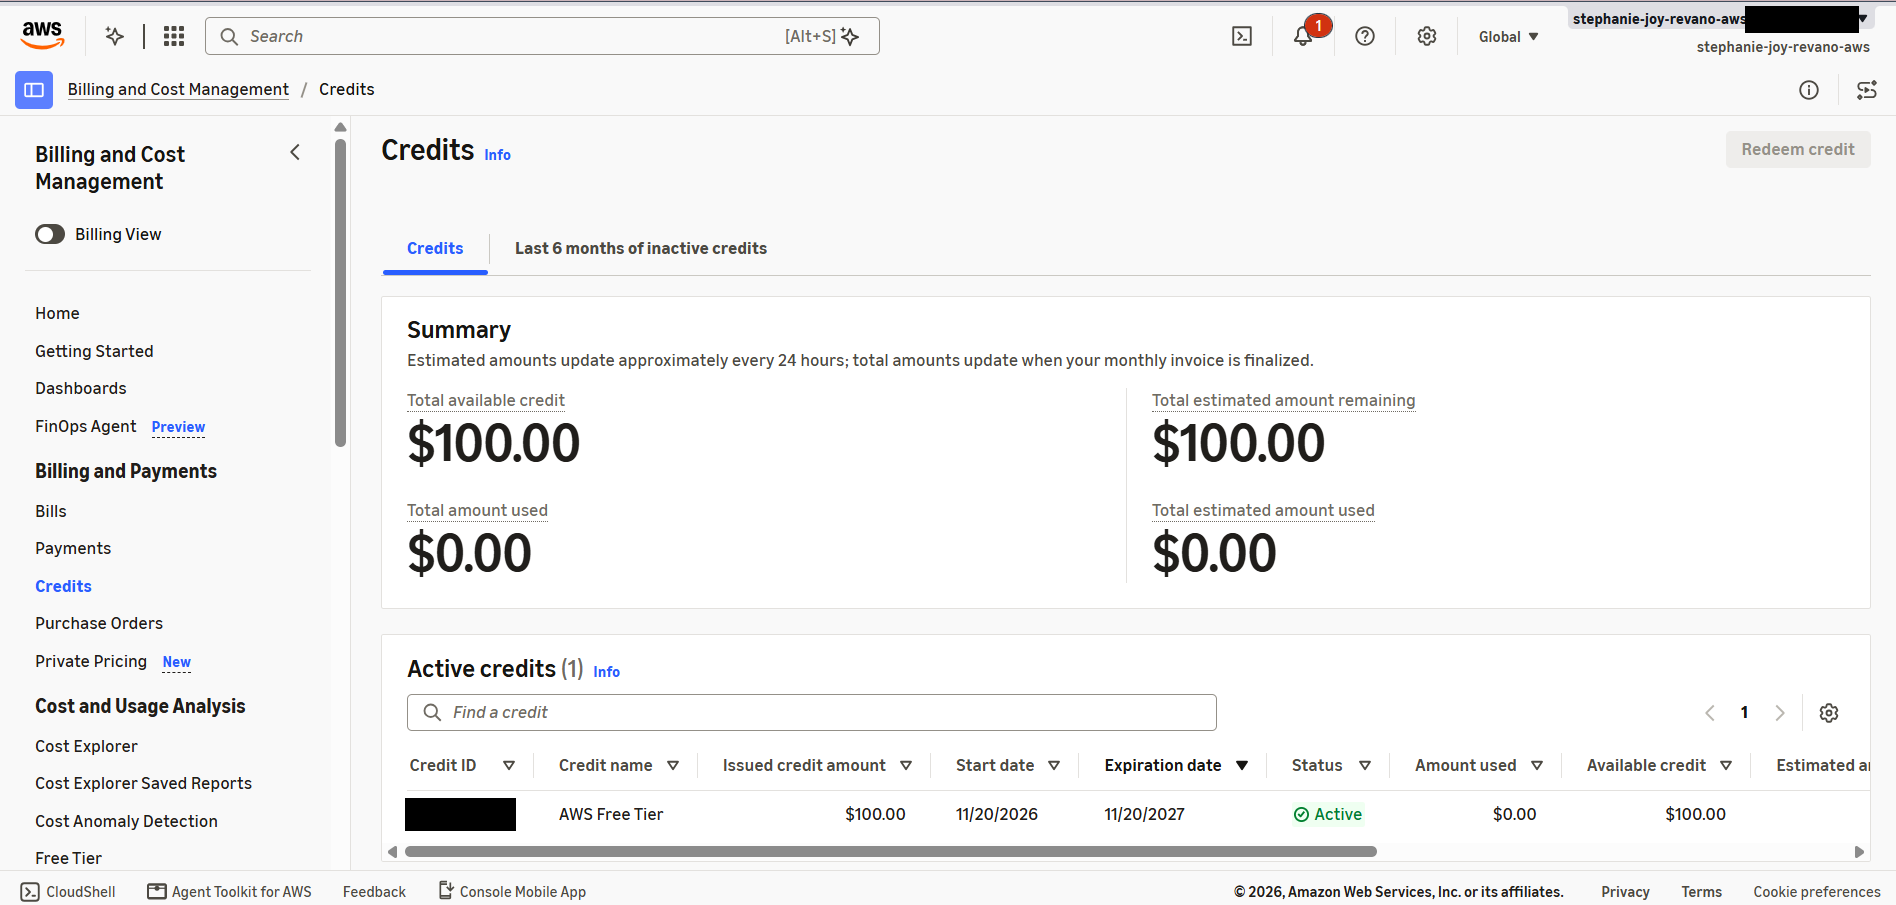 aws
Search [Alt+S]
1
Global
stephanie-joy-revano-aws
stephanie-joy-revano-aws
Billing and Cost Management / Credits
Billing and Cost
Management
Billing View
Home
Getting Started
Dashboards
FinOps Agent Preview
Billing and Payments
Bills
Payments
Credits
Purchase Orders
Private Pricing New
Cost and Usage Analysis
Cost Explorer
Cost Explorer Saved Reports
Cost Anomaly Detection
Free Tier
Credits Info
Redeem credit
Credits Last 6 months of inactive credits
Summary
Estimated amounts update approximately every 24 hours; total amounts update when your monthly invoice is finalized.
Total available credit
$100.00
Total amount used
$0.00
Total estimated amount remaining
$100.00
Total estimated amount used
$0.00
Active credits (1) Info
Find a credit
1
Credit ID Credit name Issued credit amount Start date Expiration date Status Amount used Available credit Estimated a
AWS Free Tier $100.00 11/20/2026 11/20/2027 Active $0.00 $100.00
CloudShell Agent Toolkit for AWS Feedback Console Mobile App © 2026, Amazon Web Services, Inc. or its affiliates. Privacy Terms Cookie preferences